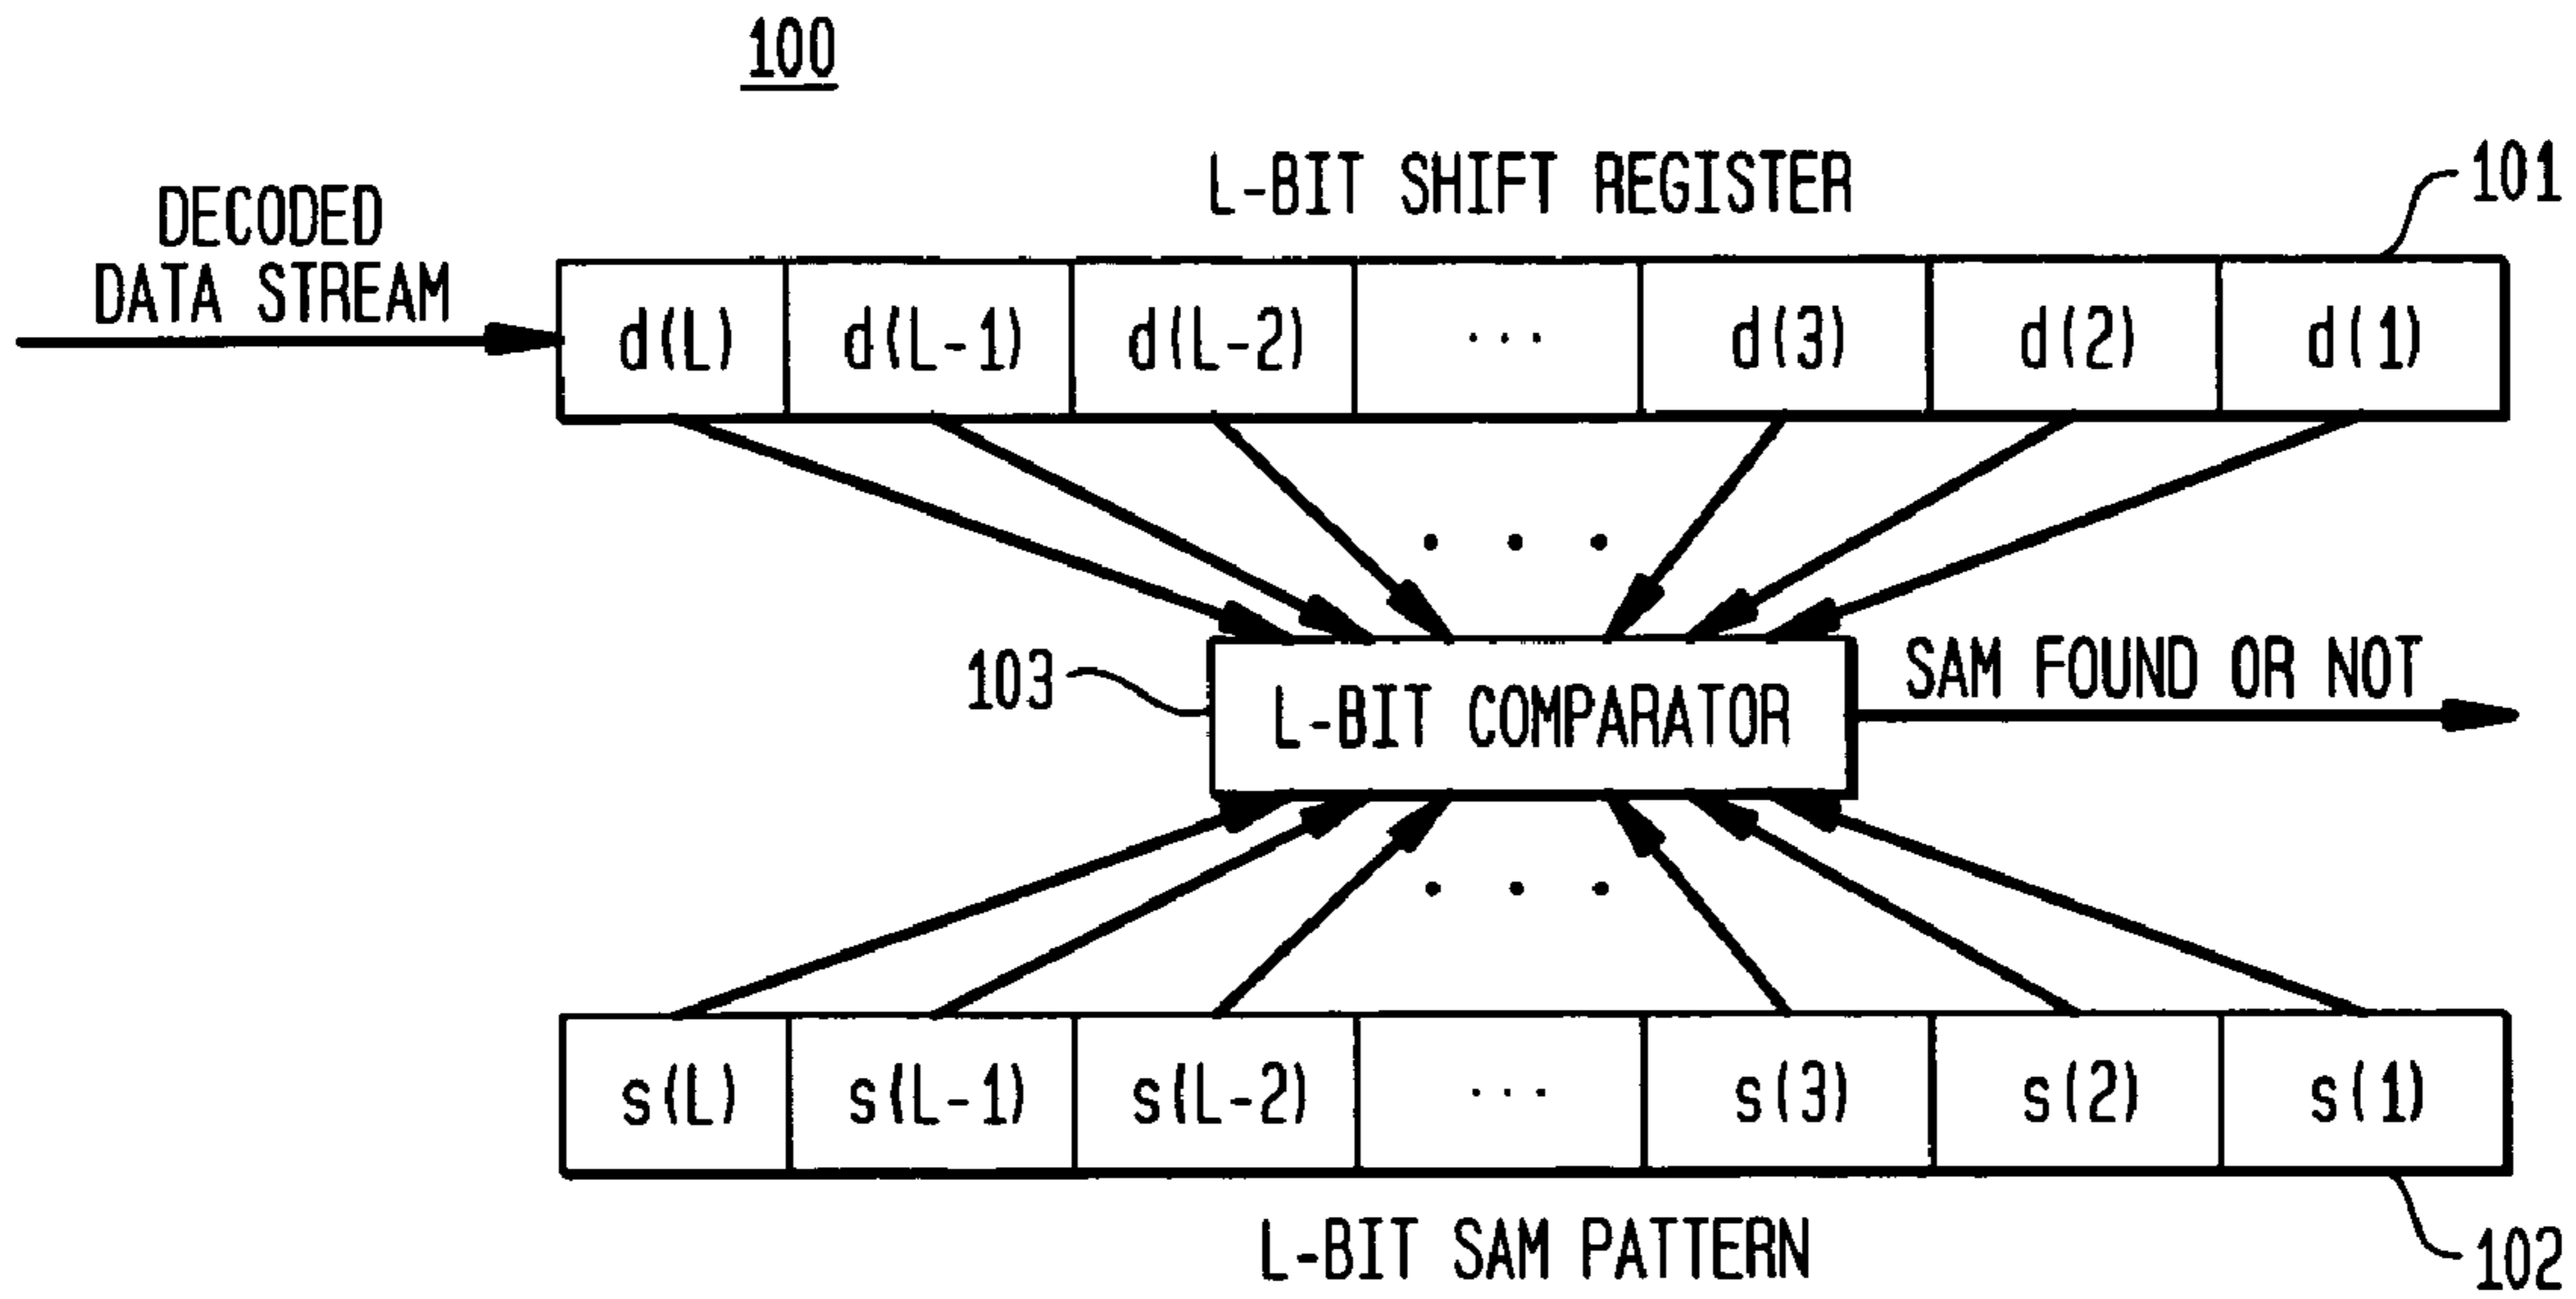 100
L-BIT SHIFT REGISTER
101
DECODED
DATA STREAM
d(L) d(L-1) d(L-2) ... d(3) d(2) d(1)
103
L-BIT COMPARATOR
SAM FOUND OR NOT
s(L) s(L-1) s(L-2) ... s(3) s(2) s(1)
L-BIT SAM PATTERN
102